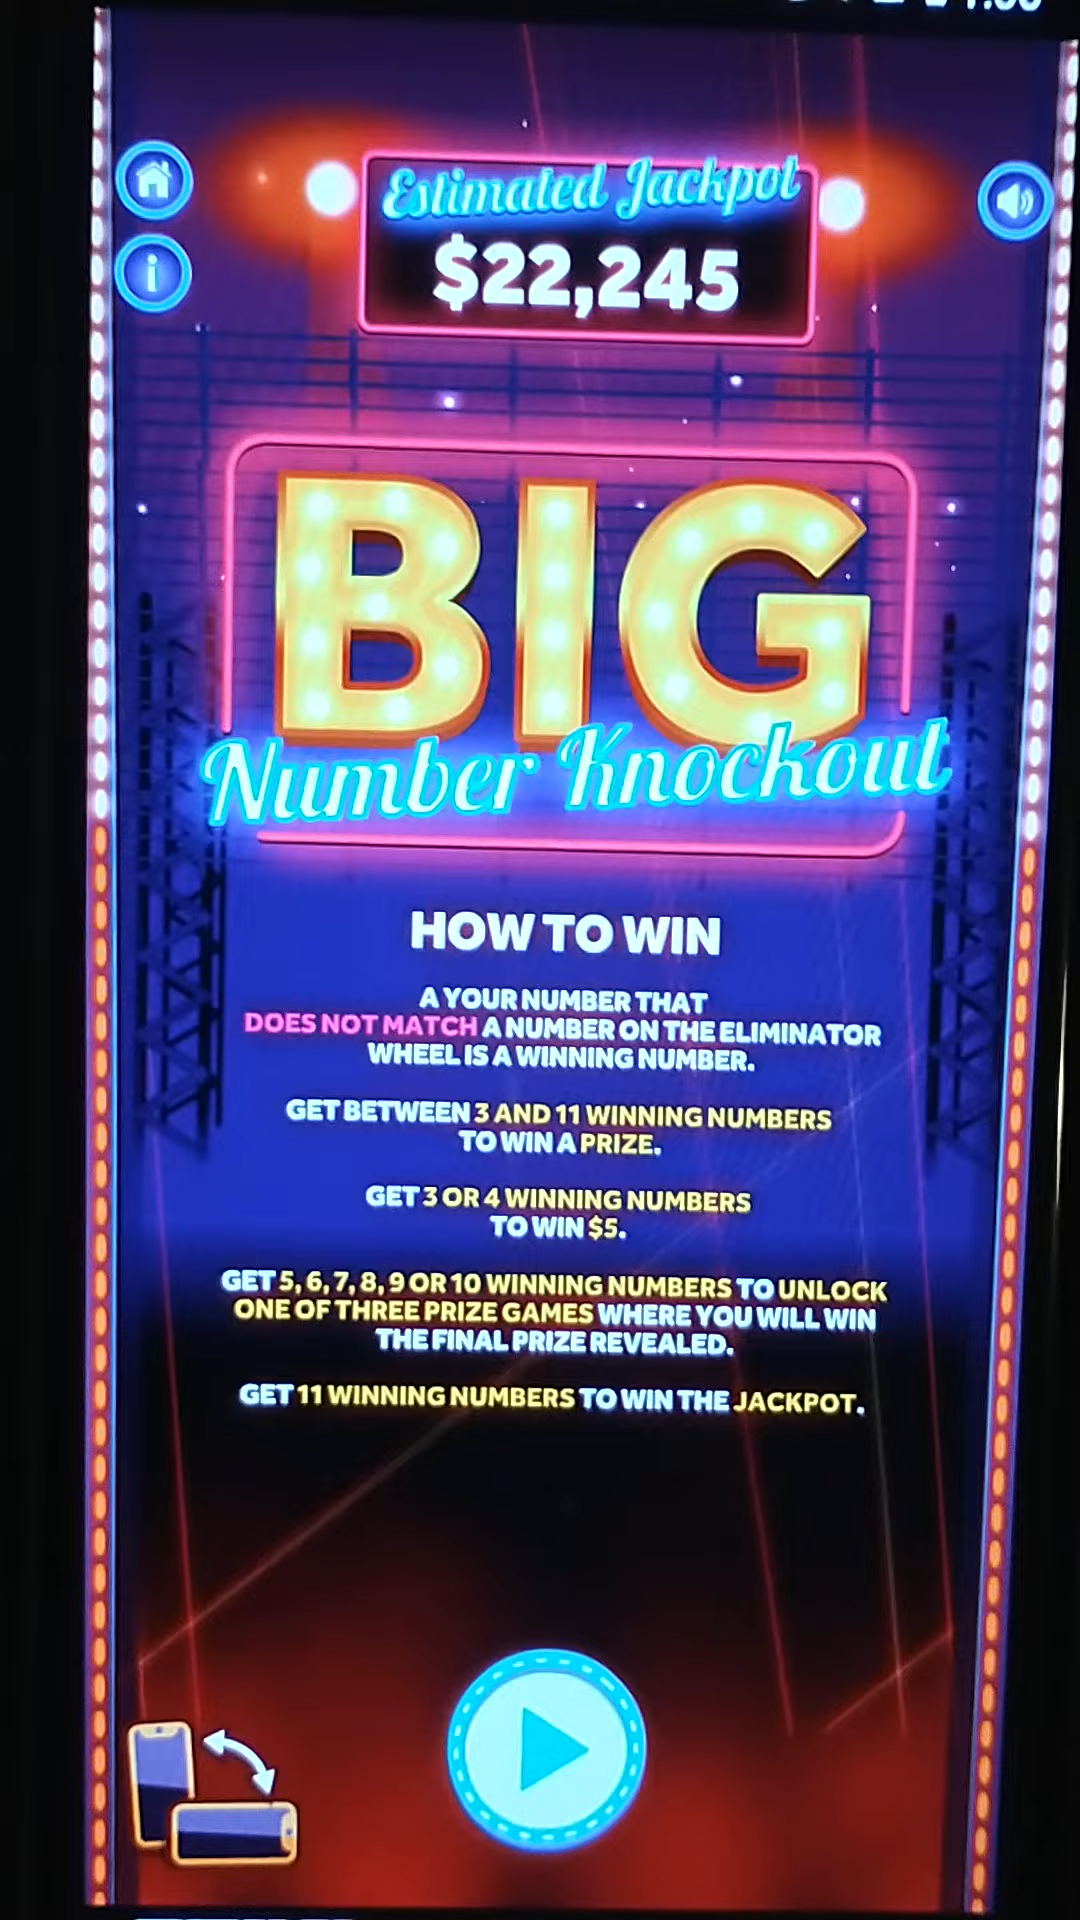 Estimated Jackpot
$22,245
BIG
Number Knockout
HOW TO WIN
A YOUR NUMBER THAT
DOES NOT MATCH A NUMBER ON THE ELIMINATOR
WHEEL IS A WINNING NUMBER.
GET BETWEEN 3 AND 11 WINNING NUMBERS
TO WIN A PRIZE.
GET 3 OR 4 WINNING NUMBERS
TO WIN $5.
GET 5, 6, 7, 8, 9 OR 10 WINNING NUMBERS TO UNLOCK
ONE OF THREE PRIZE GAMES WHERE YOU WILL WIN
THE FINAL PRIZE REVEALED.
GET 11 WINNING NUMBERS TO WIN THE JACKPOT.